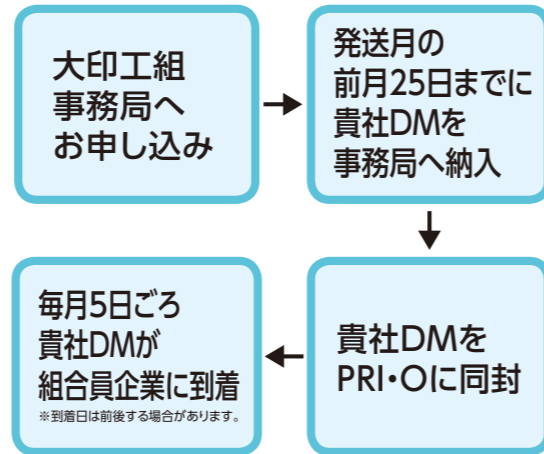 大印工組
事務局へ
お申し込み
発送月の
前月25日までに
貴社DMを
事務局へ納入
貴社DMを
PRI・Oに同封
毎月5日ごろ
貴社DMが
組合員企業に到着
※到着日は前後する場合があります。